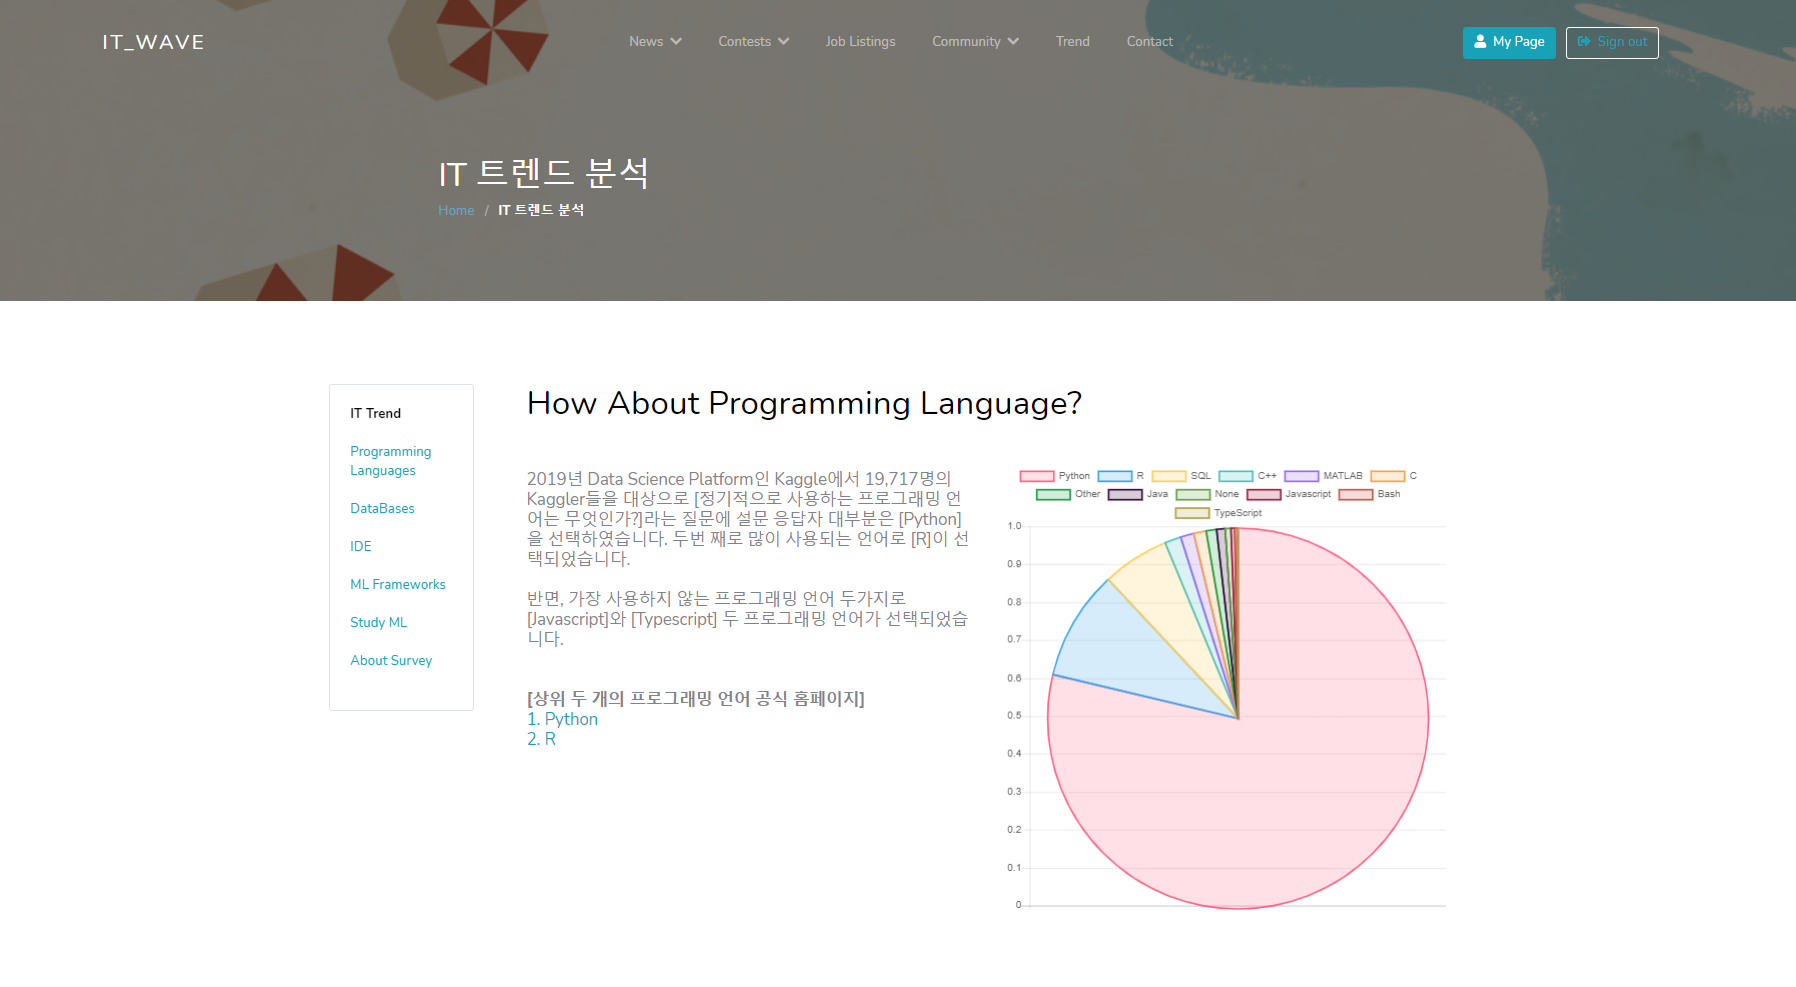 IT_WAVE
News
Contests
Job Listings
Community
Trend
Contact
My Page
Sign out
IT 트렌드 분석
Home / IT 트렌드 분석
IT Trend
Programming
Languages
DataBases
IDE
ML Frameworks
Study ML
About Survey
How About Programming Language?
2019년 Data Science Platform인 Kaggle에서 19,717명의
Kaggler들을 대상으로 [정기적으로 사용하는 프로그래밍 언
어는 무엇인가?]라는 질문에 설문 응답자 대부분은 [Python]
을 선택하였습니다. 두번 째로 많이 사용되는 언어로 [R]이 선
택되었습니다.
반면, 가장 사용하지 않는 프로그래밍 언어 두가지로
[Javascript]와 [Typescript] 두 프로그래밍 언어가 선택되었습
니다.
[상위 두 개의 프로그래밍 언어 공식 홈페이지]
1. Python
2. R
Python R SQL C++ MATLAB C
Other Java None Javascript Bash
TypeScript
1.0
0.9
0.8
0.7
0.6
0.5
0.4
0.3
0.2
0.1
0